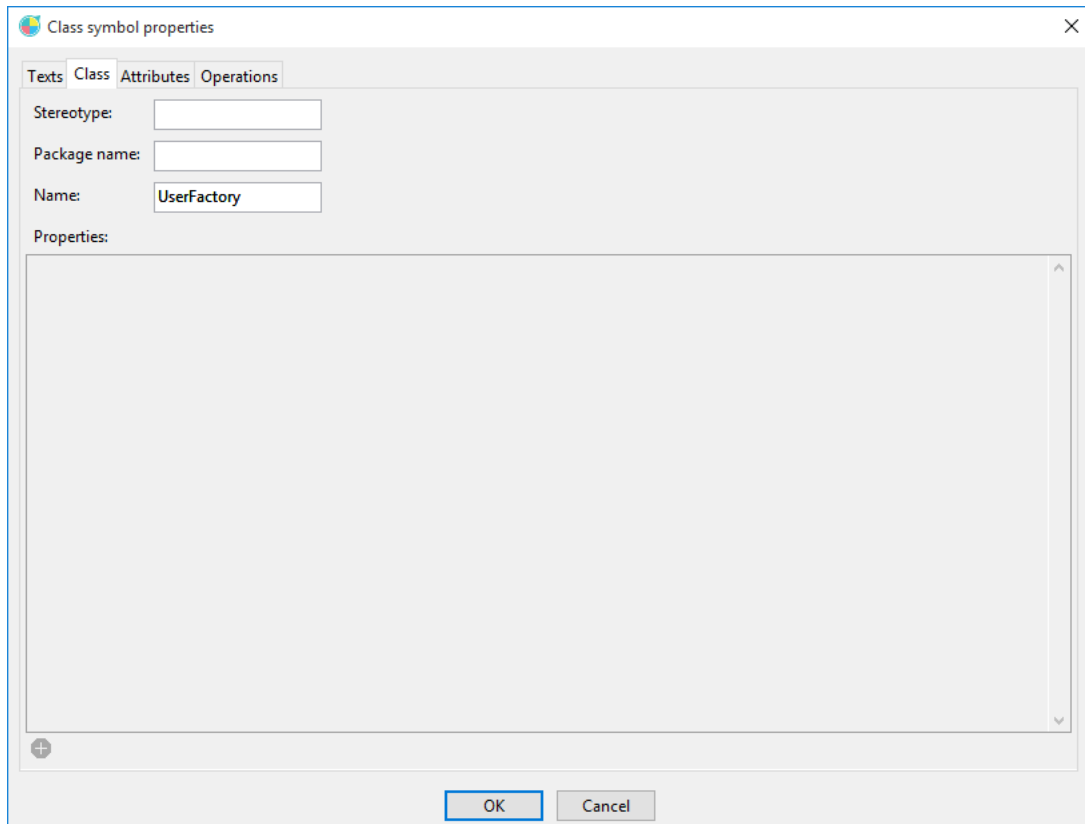 Class symbol properties
Texts Class Attributes Operations
Stereotype:
Package name:
Name: UserFactory
Properties:
OK Cancel